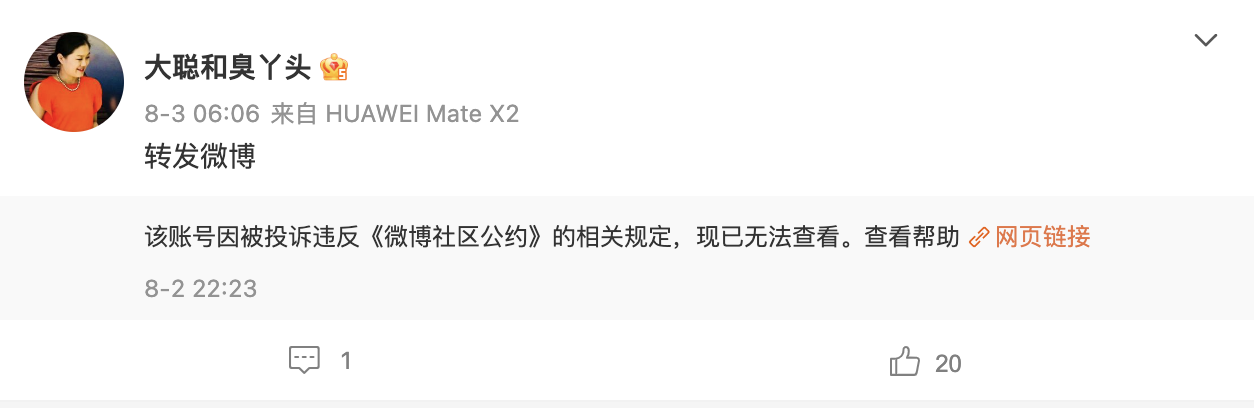 大聪和臭丫头 5
8-3 06:06 来自 HUAWEI Mate X2
转发微博
该账号因被投诉违反《微博社区公约》的相关规定，现已无法查看。查看帮助 网页链接
8-2 22:23
1 20